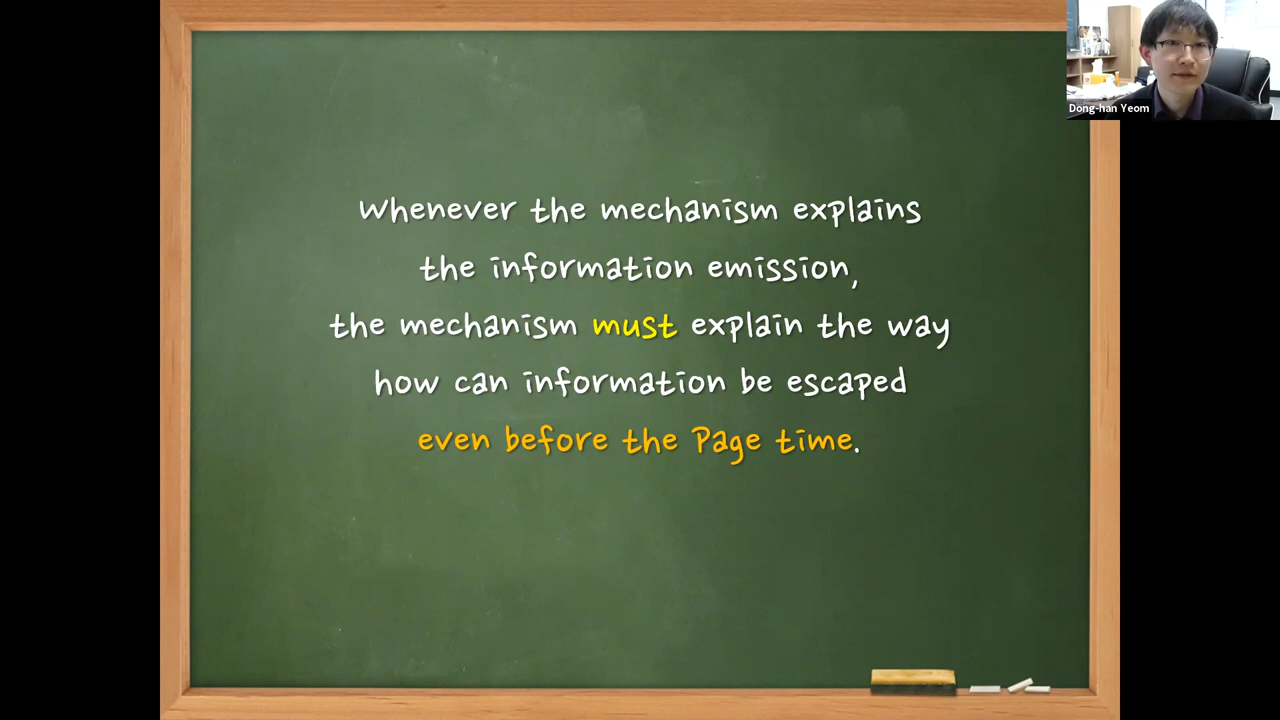 Dong-han Yeom
Whenever the mechanism explains
the information emission,
the mechanism must explain the way
how can information be escaped
even before the Page time.